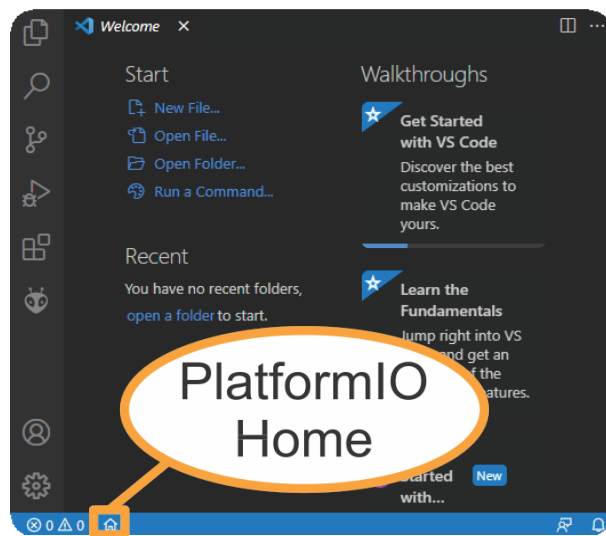 Welcome
Start
New File...
Open File...
Open Folder...
Run a Command...
Recent
You have no recent folders,
open a folder to start.
Walkthroughs
Get Started
with VS Code
Discover the best
customizations to
make VS Code
yours.
Learn the
Fundamentals
Jump right into VS
and get an
of the
PlatformIO
Home
New
with...
0 0